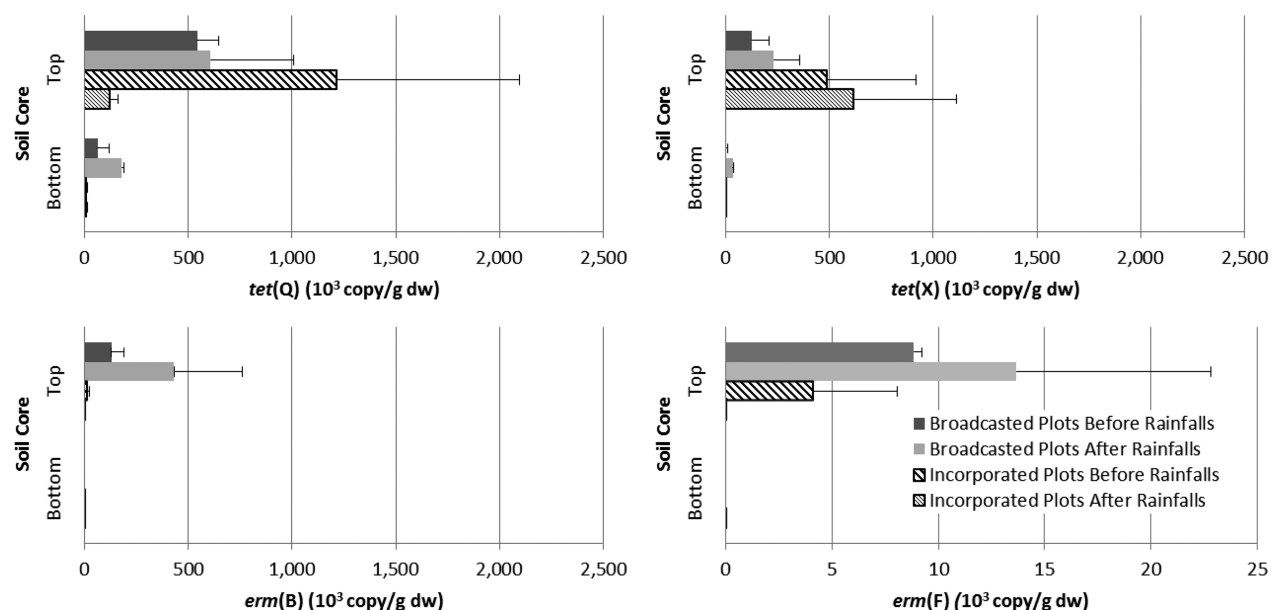 Soil Core
Top
Bottom
0 500 1,000 1,500 2,000 2,500
tet(Q) (10³ copy/g dw)
Soil Core
Top
Bottom
0 500 1,000 1,500 2,000 2,500
tet(X) (10³ copy/g dw)
Soil Core
Top
Bottom
0 500 1,000 1,500 2,000 2,500
erm(B) (10³ copy/g dw)
Soil Core
Top
Bottom
Broadcasted Plots Before Rainfalls
Broadcasted Plots After Rainfalls
Incorporated Plots Before Rainfalls
Incorporated Plots After Rainfalls
0 5 10 15 20 25
erm(F) (10³ copy/g dw)